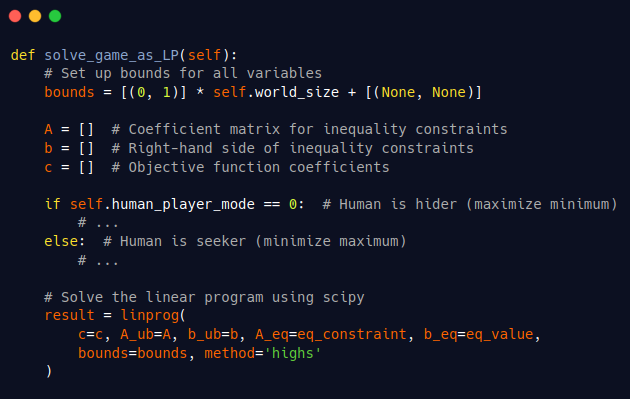 def solve_game_as_LP(self):
    # Set up bounds for all variables
    bounds = [(0, 1)] * self.world_size + [(None, None)]

    A = []  # Coefficient matrix for inequality constraints
    b = []  # Right-hand side of inequality constraints
    c = []  # Objective function coefficients

    if self.human_player_mode == 0:  # Human is hider (maximize minimum)
        # ...
    else:  # Human is seeker (minimize maximum)
        # ...

    # Solve the linear program using scipy
    result = linprog(
        c=c, A_ub=A, b_ub=b, A_eq=eq_constraint, b_eq=eq_value,
        bounds=bounds, method='highs'
    )